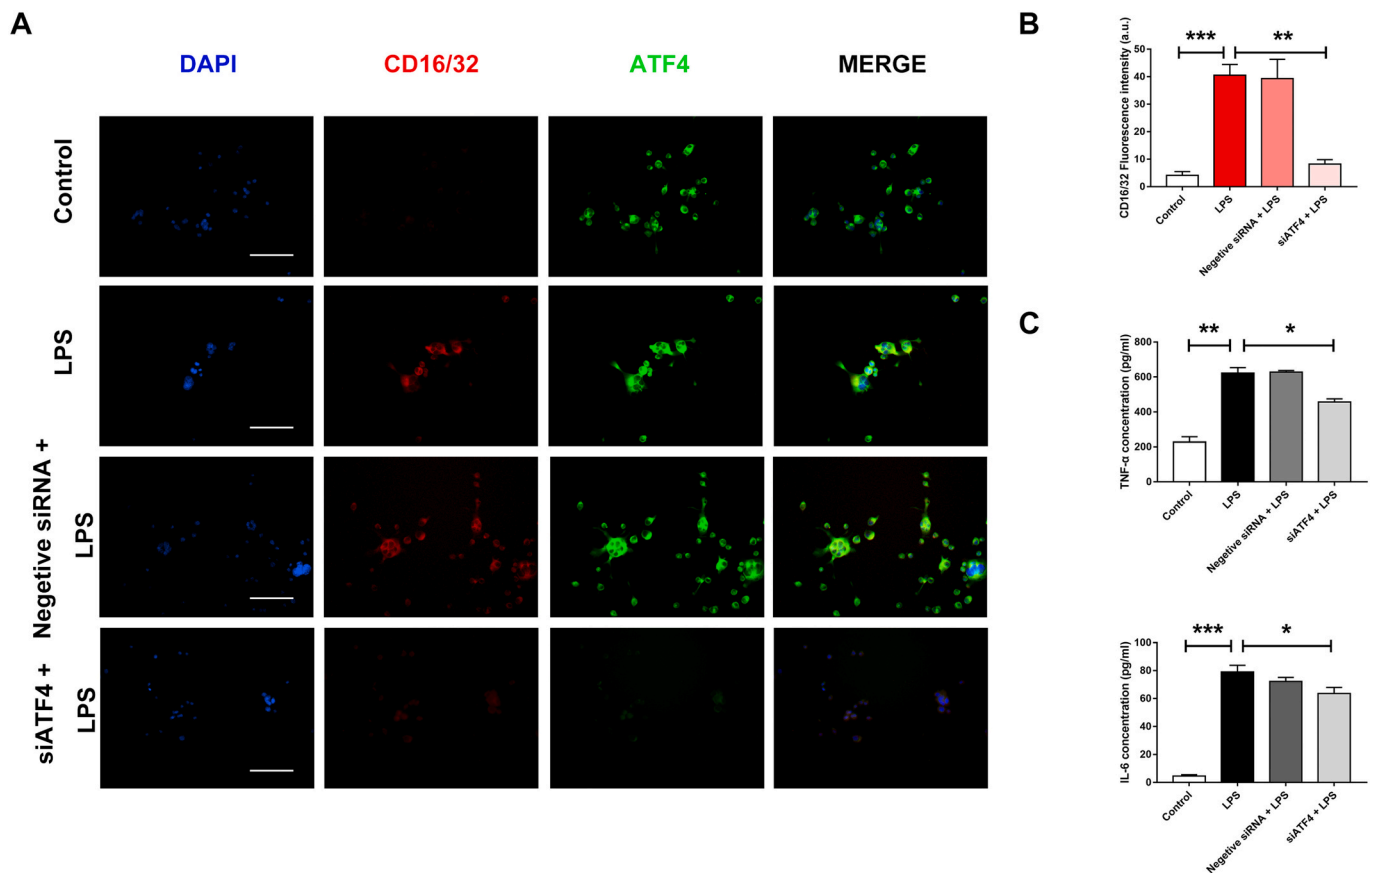 A
DAPI
CD16/32
ATF4
MERGE
Control
LPS
Negetive siRNA +
LPS
siATF4 +
LPS
B
CD16/32 Fluorescence intensity (a.u.)
50
40
30
20
10
0
***
**
Control
LPS
Negetive siRNA + LPS
siATF4 + LPS
C
TNF-α concentration (pg/ml)
800
600
400
200
0
**
*
Control
LPS
Negetive siRNA + LPS
siATF4 + LPS
IL-6 concentration (pg/ml)
100
80
60
40
20
0
***
*
Control
LPS
Negetive siRNA + LPS
siATF4 + LPS